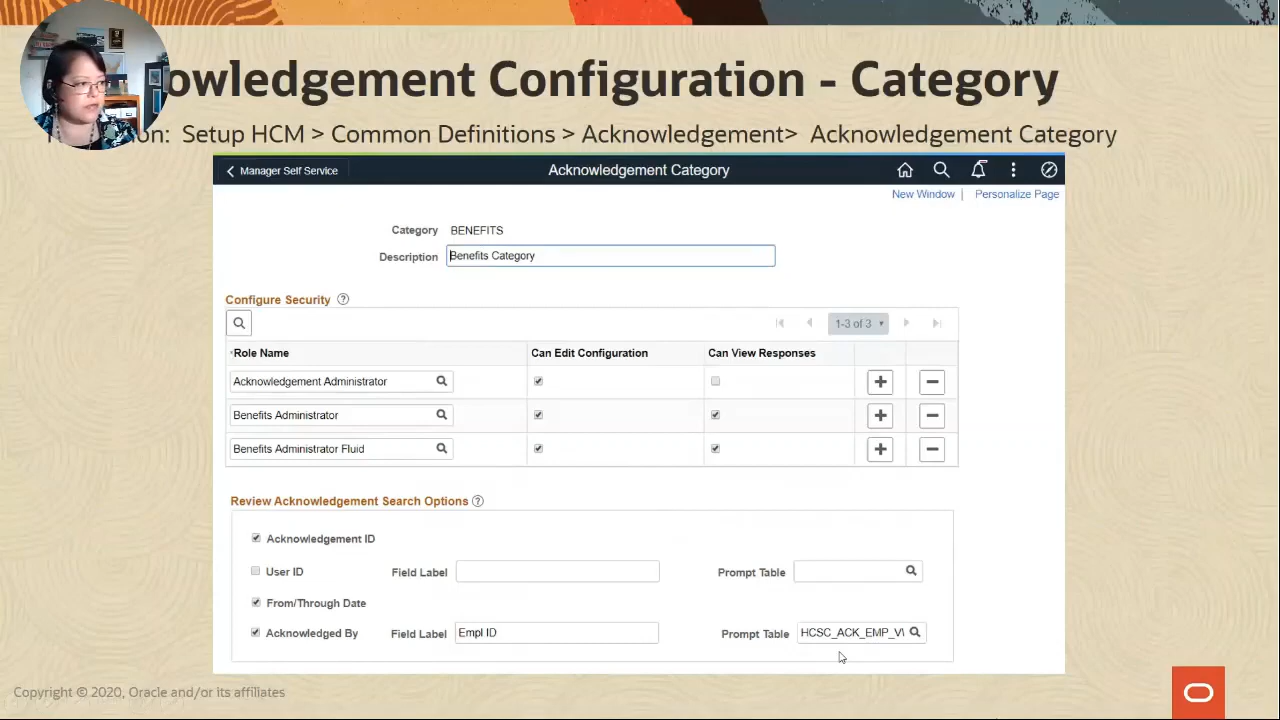 owledgement Configuration - Category
on: Setup HCM > Common Definitions > Acknowledgement> Acknowledgement Category
Manager Self Service
Acknowledgement Category
New Window | Personalize Page
Category BENEFITS
Description Benefits Category
Configure Security
1-3 of 3
*Role Name Can Edit Configuration Can View Responses
Acknowledgement Administrator
Benefits Administrator
Benefits Administrator Fluid
Review Acknowledgement Search Options
Acknowledgement ID
User ID Field Label Prompt Table
From/Through Date
Acknowledged By Field Label Empl ID Prompt Table HCSC_ACK_EMP_V
Copyright © 2020, Oracle and/or its affiliates